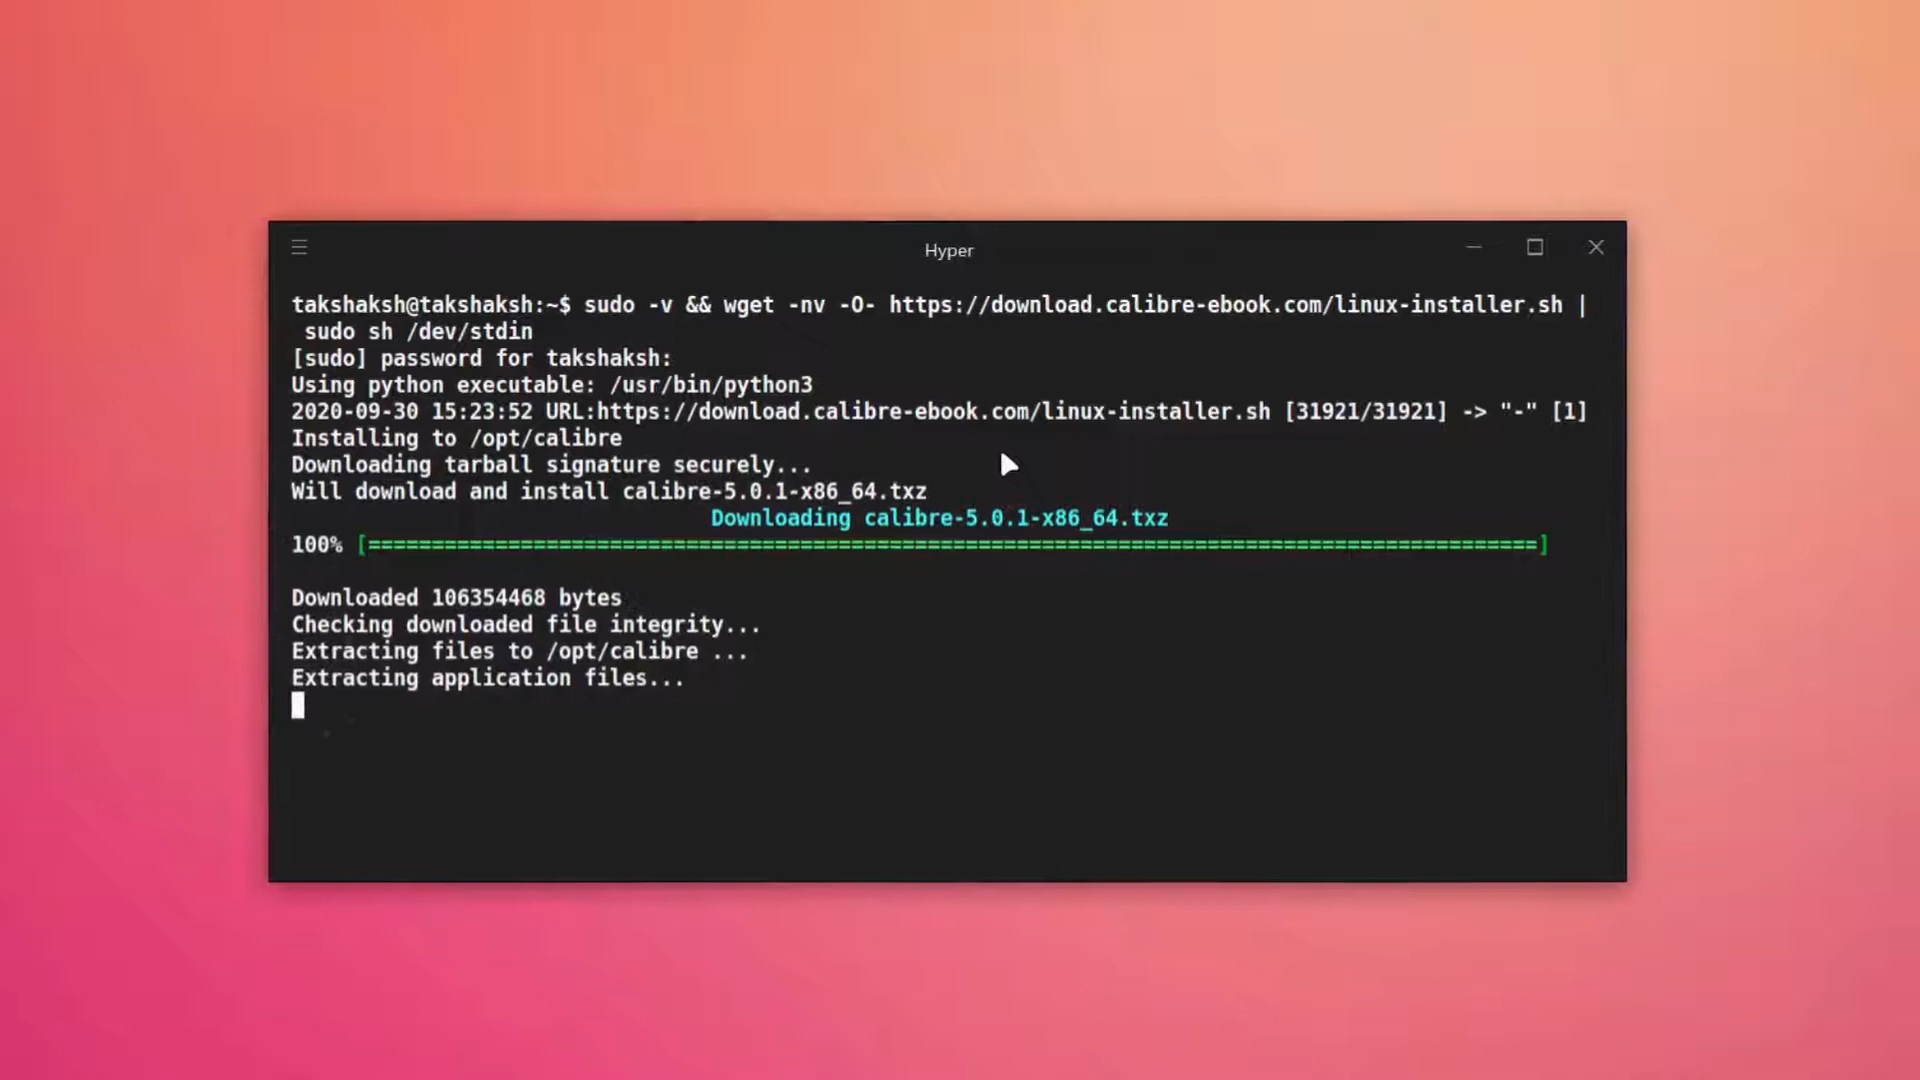 Hyper
takshaksh@takshaksh:~$ sudo -v && wget -nv -O- https://download.calibre-ebook.com/linux-installer.sh |
sudo sh /dev/stdin
[sudo] password for takshaksh:
Using python executable: /usr/bin/python3
2020-09-30 15:23:52 URL:https://download.calibre-ebook.com/linux-installer.sh [31921/31921] -> "-" [1]
Installing to /opt/calibre
Downloading tarball signature securely...
Will download and install calibre-5.0.1-x86_64.txz
Downloading calibre-5.0.1-x86_64.txz
100% [============================================================================================]
Downloaded 106354468 bytes
Checking downloaded file integrity...
Extracting files to /opt/calibre ...
Extracting application files...